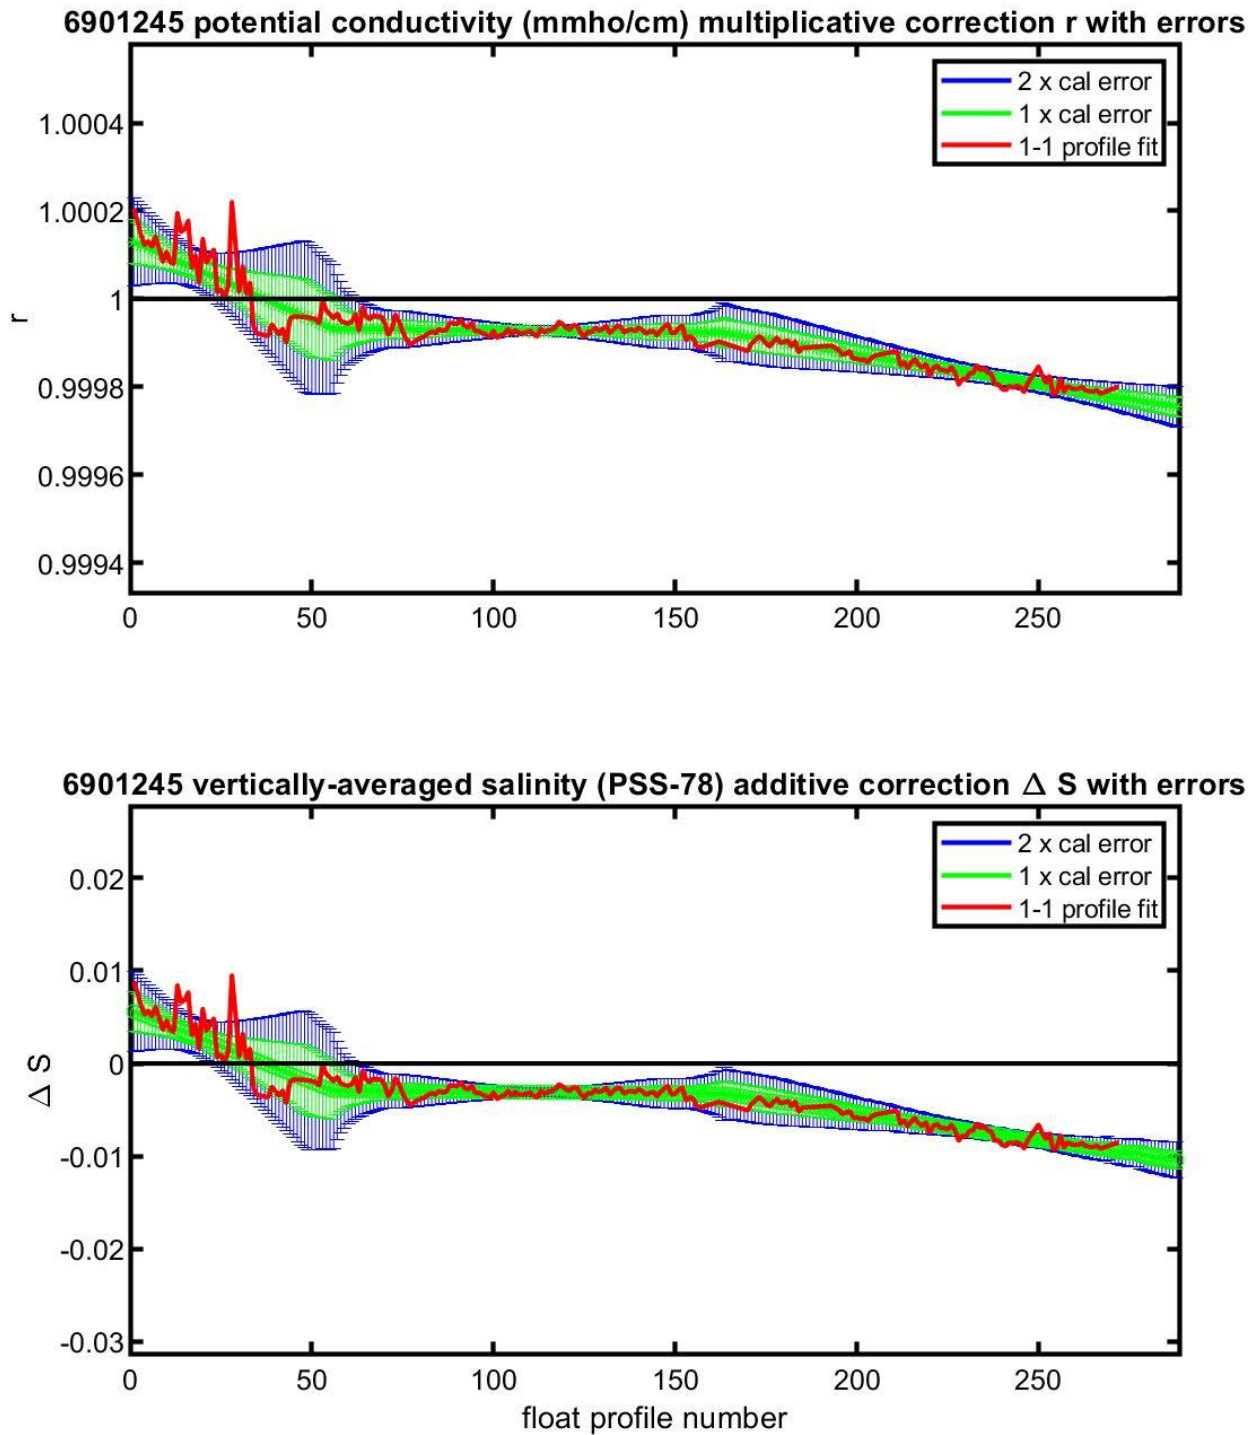 6901245 potential conductivity (mmho/cm) multiplicative correction r with errors
2 x cal error
1 x cal error
1-1 profile fit
1.0004
1.0002
1
0.9998
0.9996
0.9994
r
0 50 100 150 200 250
6901245 vertically-averaged salinity (PSS-78) additive correction Δ S with errors
2 x cal error
1 x cal error
1-1 profile fit
0.02
0.01
0
-0.01
-0.02
-0.03
Δ S
0 50 100 150 200 250
float profile number